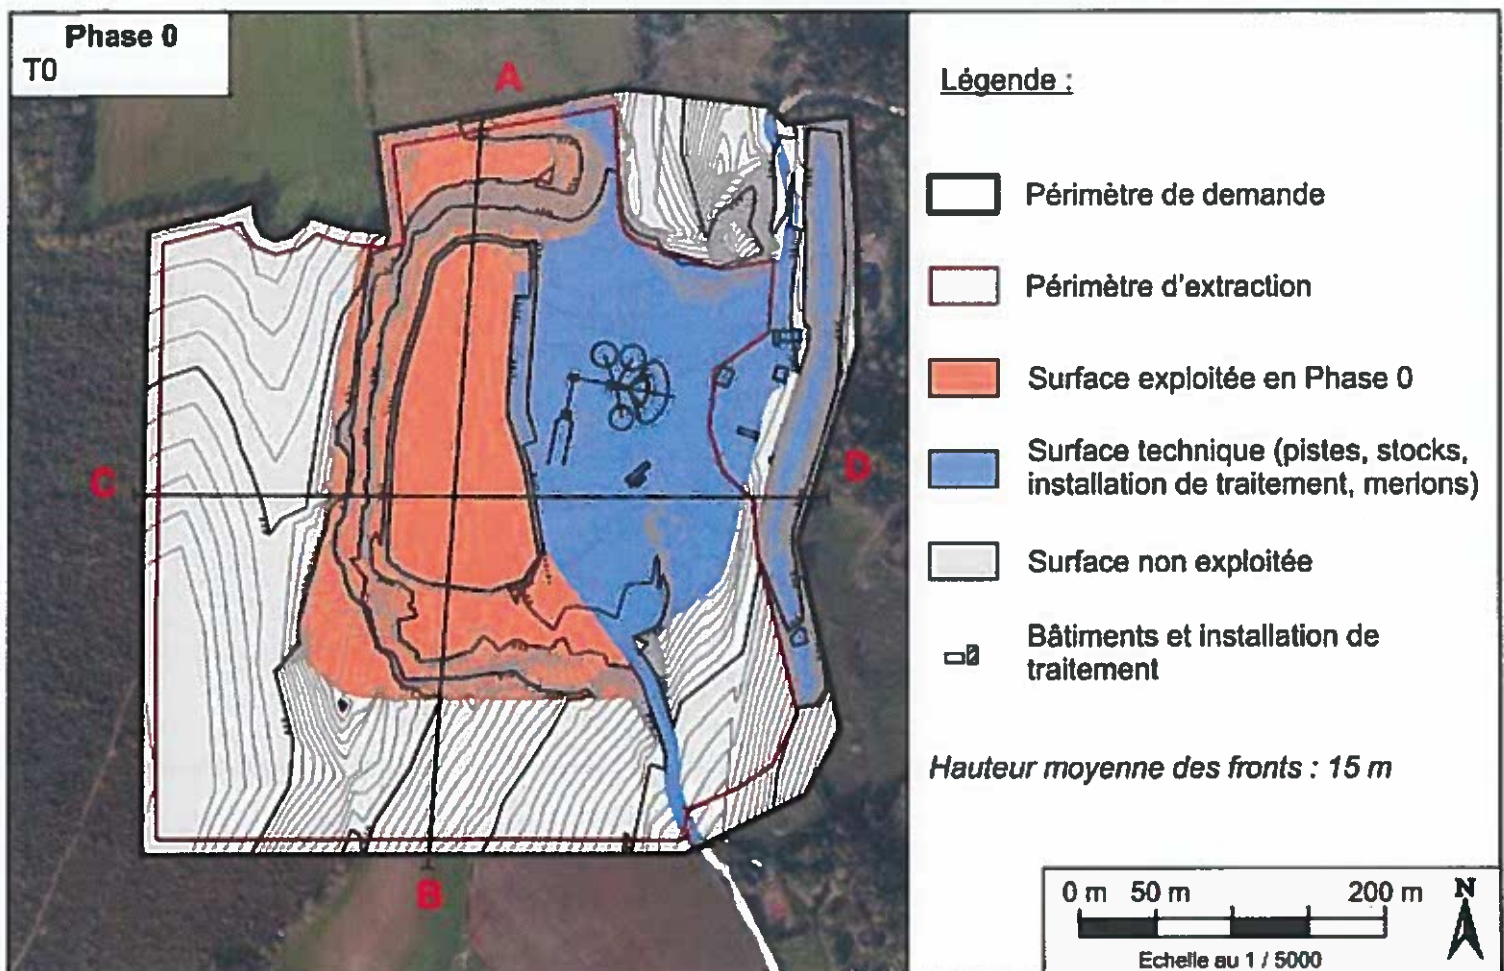 Phase 0
T0
A
C
D
B
Légende :
Périmètre de demande
Périmètre d'extraction
Surface exploitée en Phase 0
Surface technique (pistes, stocks,
installation de traitement, merlons)
Surface non exploitée
Bâtiments et installation de
traitement
Hauteur moyenne des fronts : 15 m
0 m 50 m 200 m N
Echelle au 1 / 5000